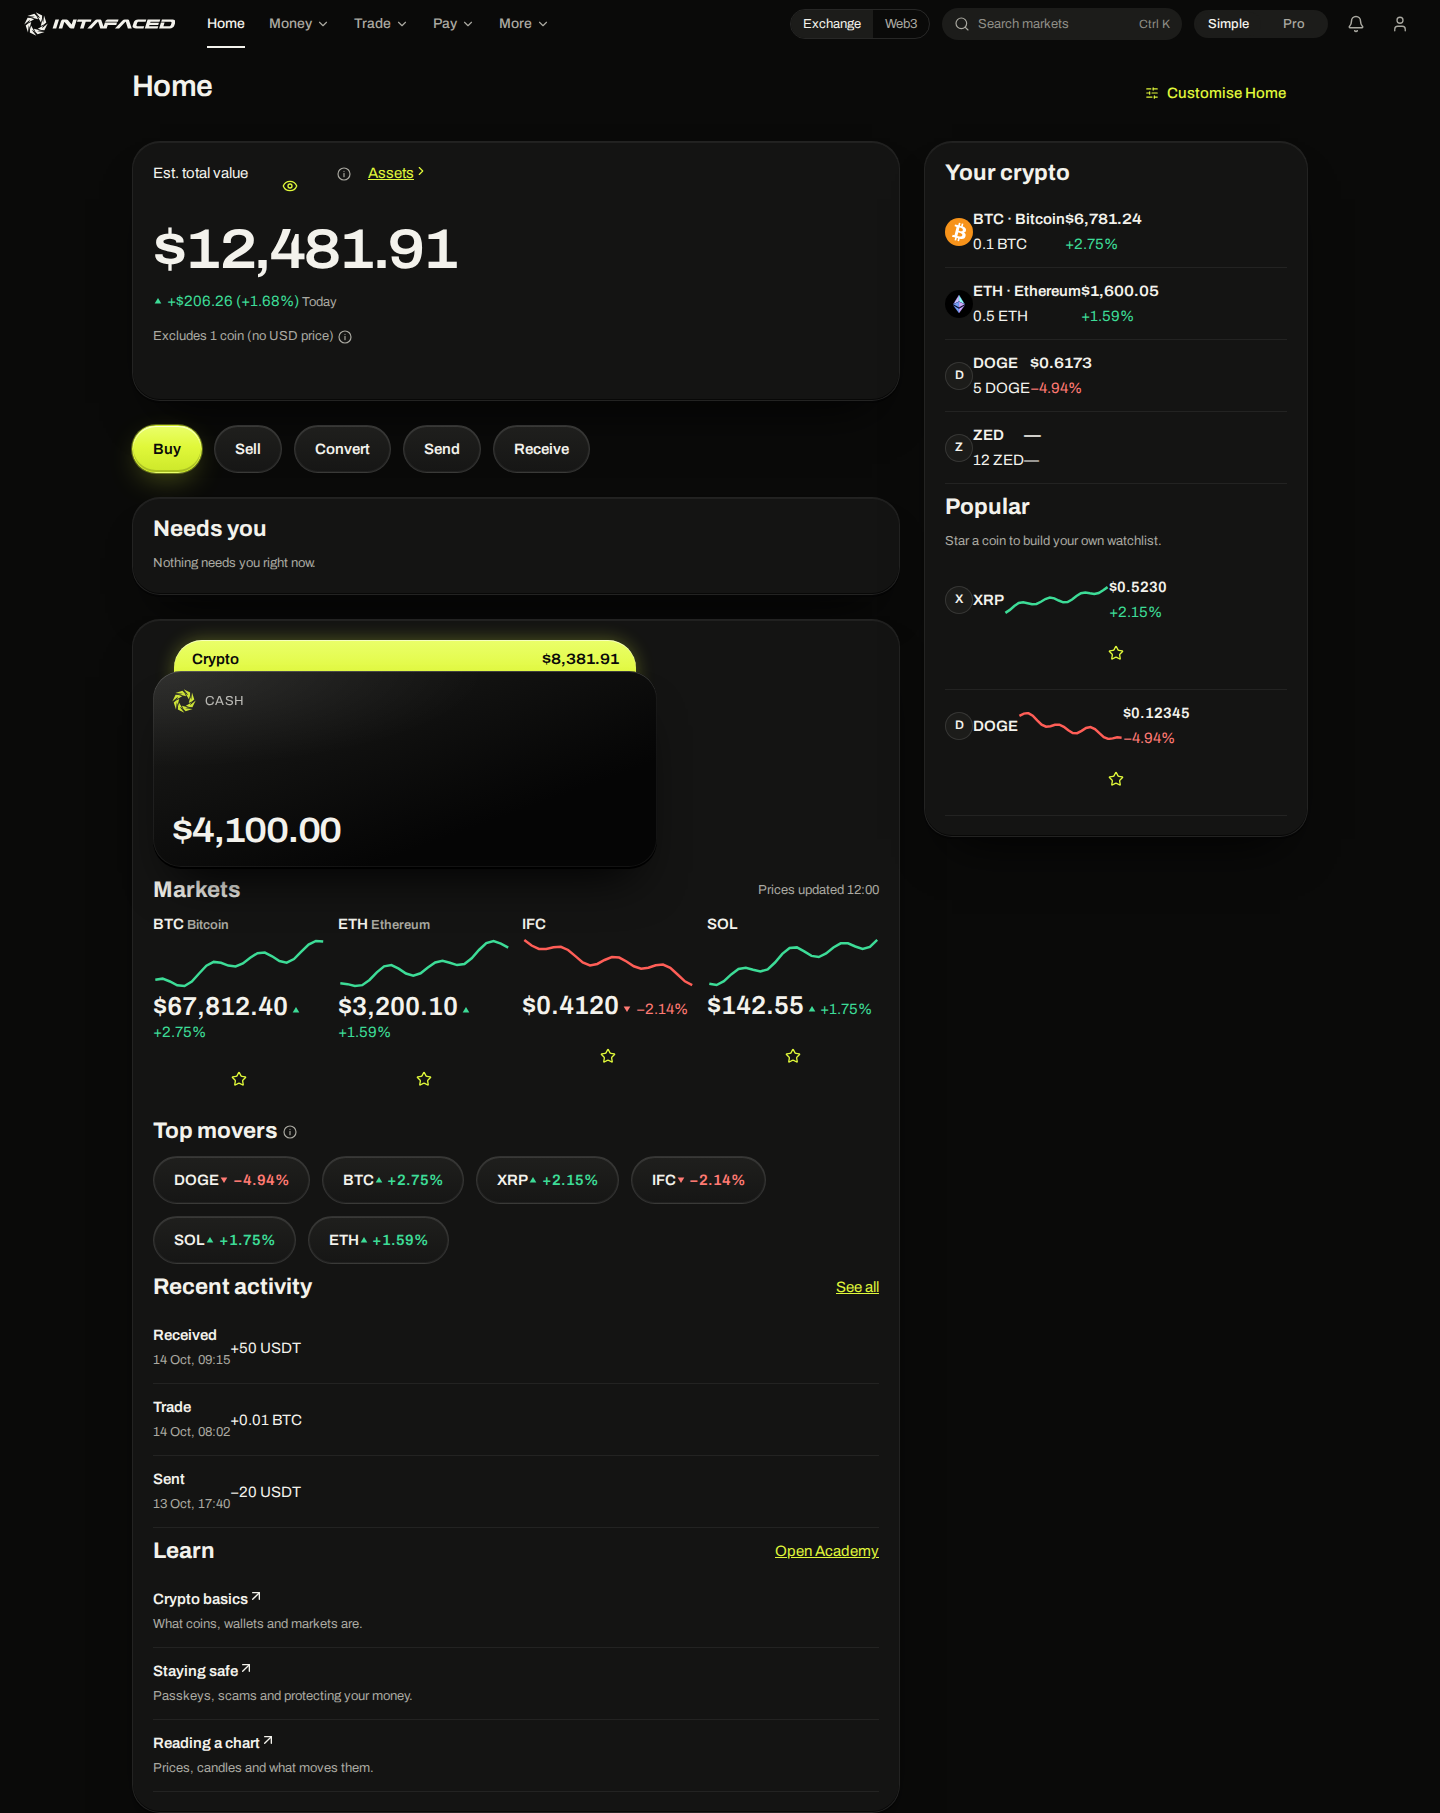 INTAFACED
Home
Money
Trade
Pay
More
Exchange
Web3
Search markets
Ctrl K
Simple
Pro
Home
Customise Home
Est. total value
Assets
$12,481.91
+$206.26 (+1.68%) Today
Excludes 1 coin (no USD price)
Buy
Sell
Convert
Send
Receive
Needs you
Nothing needs you right now.
Crypto
$8,381.91
CASH
$4,100.00
Markets
Prices updated 12:00
BTC Bitcoin
$67,812.40
+2.75%
ETH Ethereum
$3,200.10
+1.59%
IFC
$0.4120 −2.14%
SOL
$142.55 +1.75%
Top movers
DOGE −4.94%
BTC +2.75%
XRP +2.15%
IFC −2.14%
SOL +1.75%
ETH +1.59%
Recent activity
See all
Received
14 Oct, 09:15
+50 USDT
Trade
14 Oct, 08:02
+0.01 BTC
Sent
13 Oct, 17:40
−20 USDT
Learn
Open Academy
Crypto basics
What coins, wallets and markets are.
Staying safe
Passkeys, scams and protecting your money.
Reading a chart
Prices, candles and what moves them.
Your crypto
BTC · Bitcoin $6,781.24
0.1 BTC +2.75%
ETH · Ethereum $1,600.05
0.5 ETH +1.59%
D
DOGE $0.6173
5 DOGE −4.94%
Z
ZED —
12 ZED —
Popular
Star a coin to build your own watchlist.
X
XRP
$0.5230
+2.15%
D
DOGE
$0.12345
−4.94%